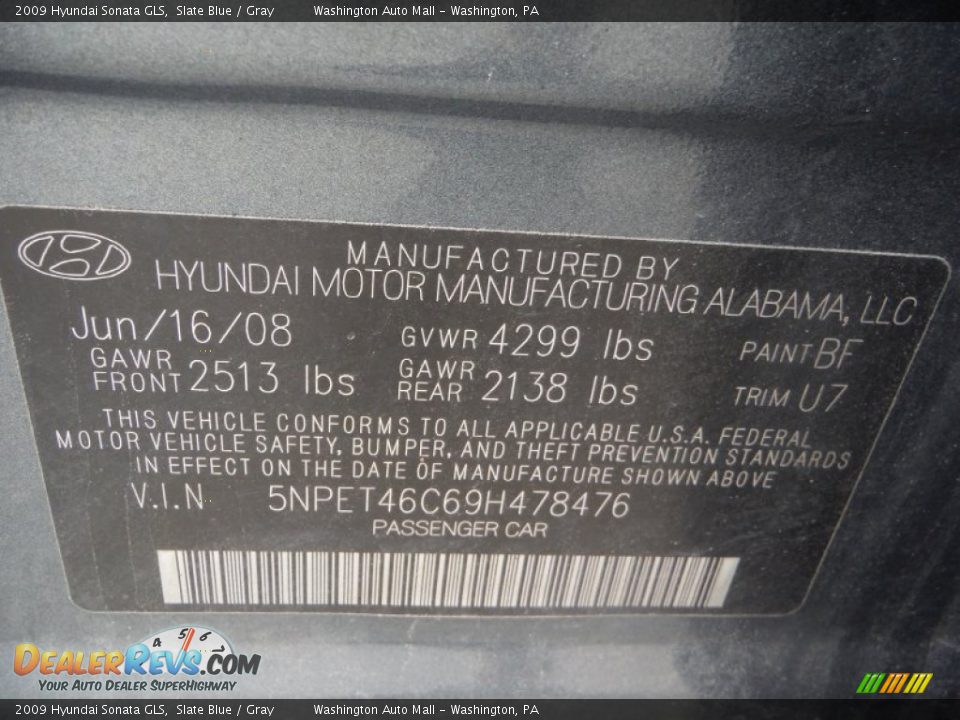 2009 Hyundai Sonata GLS, Slate Blue / Gray Washington Auto Mall - Washington, PA
MANUFACTURED BY
HYUNDAI MOTOR MANUFACTURING ALABAMA, LLC
Jun/16/08 GVWR 4299 lbs PAINT BF
GAWR FRONT 2513 lbs GAWR REAR 2138 lbs TRIM U7
THIS VEHICLE CONFORMS TO ALL APPLICABLE U.S.A. FEDERAL
MOTOR VEHICLE SAFETY, BUMPER, AND THEFT PREVENTION STANDARDS
IN EFFECT ON THE DATE OF MANUFACTURE SHOWN ABOVE
V.I.N 5NPET46C69H478476
PASSENGER CAR
4 5 6
DEALERREVS.COM
YOUR AUTO DEALER SUPERHIGHWAY
2009 Hyundai Sonata GLS, Slate Blue / Gray Washington Auto Mall - Washington, PA